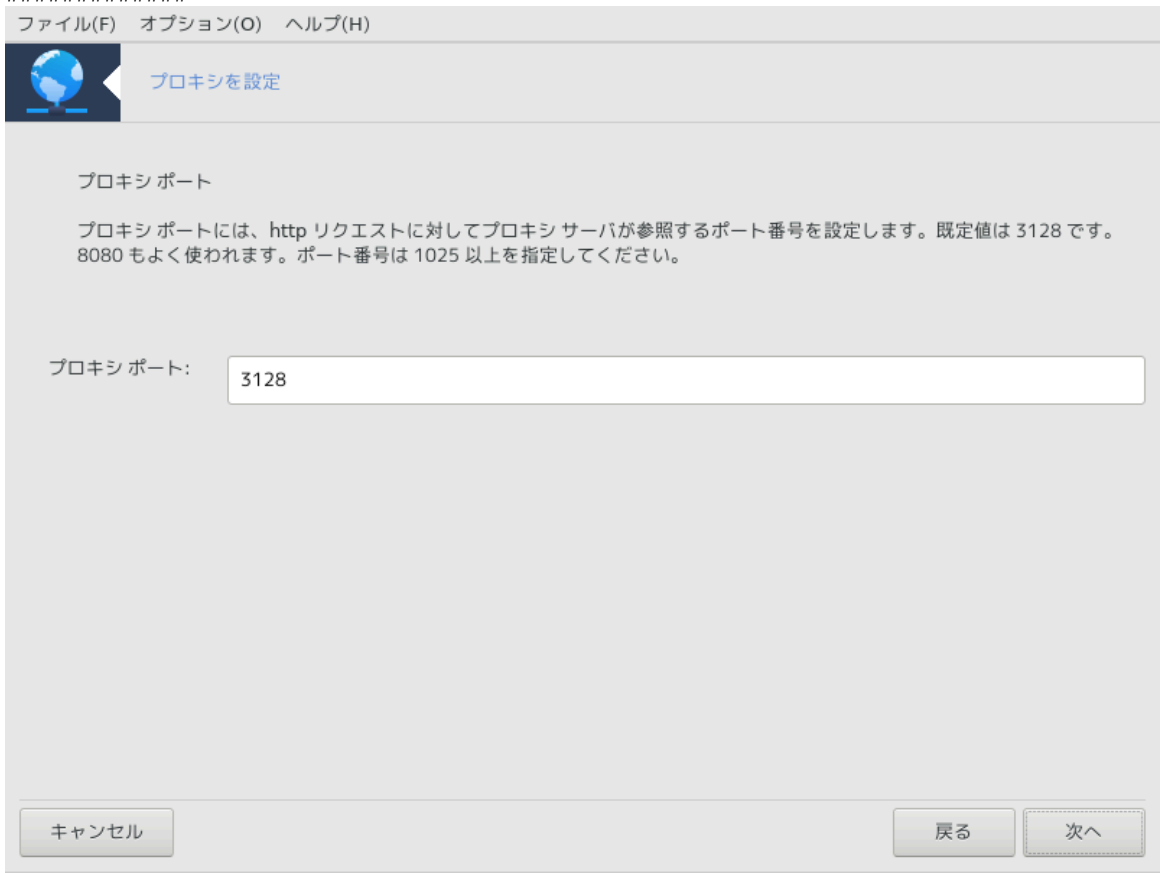 ファイル(F) オプション(O) ヘルプ(H)
プロキシを設定
プロキシ ポート
プロキシ ポートには、http リクエストに対してプロキシ サーバが参照するポート番号を設定します。既定値は 3128 です。
8080 もよく使われます。ポート番号は 1025 以上を指定してください。
プロキシ ポート:
3128
キャンセル
戻る
次へ